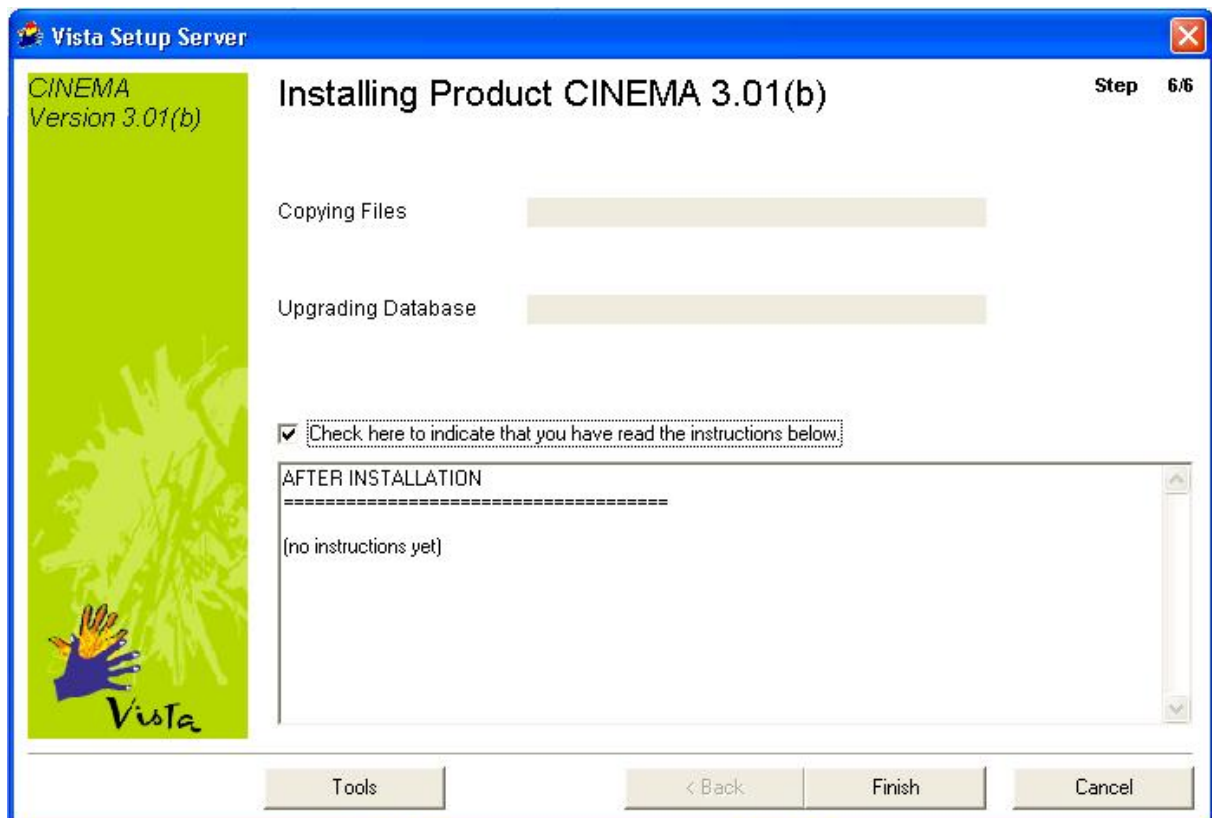 Vista Setup Server
CINEMA
Version 3.01(b)
Installing Product CINEMA 3.01(b)
Step 6/6
Copying Files
Upgrading Database
Check here to indicate that you have read the instructions below.
AFTER INSTALLATION
=====================================
(no instructions yet)
Vista
Tools
< Back
Finish
Cancel